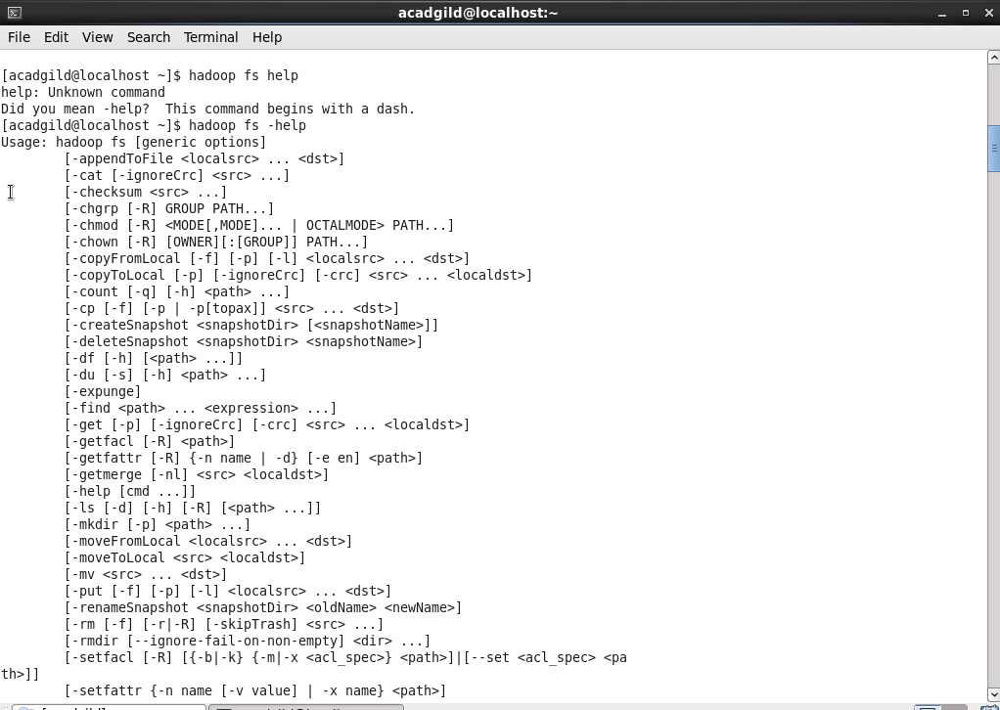 acadgild@localhost:~
File Edit View Search Terminal Help
[acadgild@localhost ~]$ hadoop fs help
help: Unknown command
Did you mean -help?  This command begins with a dash.
[acadgild@localhost ~]$ hadoop fs -help
Usage: hadoop fs [generic options]
        [-appendToFile <localsrc> ... <dst>]
        [-cat [-ignoreCrc] <src> ...]
        [-checksum <src> ...]
        [-chgrp [-R] GROUP PATH...]
        [-chmod [-R] <MODE[,MODE]... | OCTALMODE> PATH...]
        [-chown [-R] [OWNER][:[GROUP]] PATH...]
        [-copyFromLocal [-f] [-p] [-l] <localsrc> ... <dst>]
        [-copyToLocal [-p] [-ignoreCrc] [-crc] <src> ... <localdst>]
        [-count [-q] [-h] <path> ...]
        [-cp [-f] [-p | -p[topax]] <src> ... <dst>]
        [-createSnapshot <snapshotDir> [<snapshotName>]]
        [-deleteSnapshot <snapshotDir> <snapshotName>]
        [-df [-h] [<path> ...]]
        [-du [-s] [-h] <path> ...]
        [-expunge]
        [-find <path> ... <expression> ...]
        [-get [-p] [-ignoreCrc] [-crc] <src> ... <localdst>]
        [-getfacl [-R] <path>]
        [-getfattr [-R] {-n name | -d} [-e en] <path>]
        [-getmerge [-nl] <src> <localdst>]
        [-help [cmd ...]]
        [-ls [-d] [-h] [-R] [<path> ...]]
        [-mkdir [-p] <path> ...]
        [-moveFromLocal <localsrc> ... <dst>]
        [-moveToLocal <src> <localdst>]
        [-mv <src> ... <dst>]
        [-put [-f] [-p] [-l] <localsrc> ... <dst>]
        [-renameSnapshot <snapshotDir> <oldName> <newName>]
        [-rm [-f] [-r|-R] [-skipTrash] <src> ...]
        [-rmdir [--ignore-fail-on-non-empty] <dir> ...]
        [-setfacl [-R] [{-b|-k} {-m|-x <acl_spec>} <path>]|[--set <acl_spec> <pa
th>]]
        [-setfattr {-n name [-v value] | -x name} <path>]